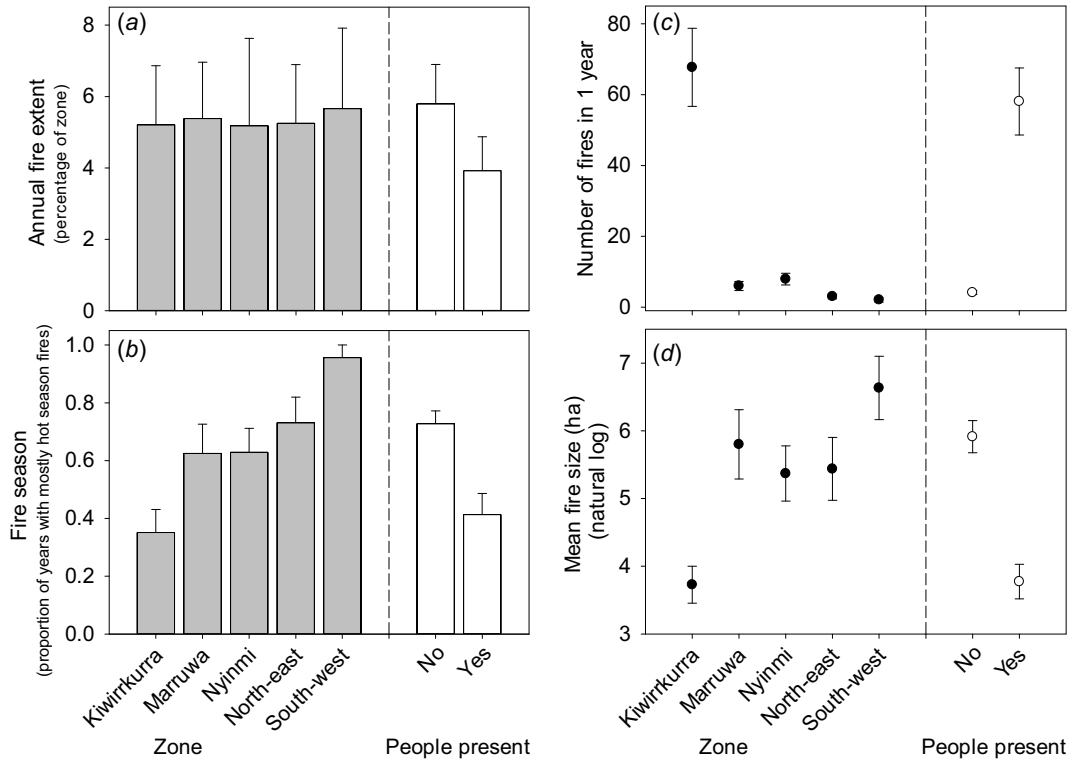 (a)
Annual fire extent
(percentage of zone)
8
6
4
2
0
(b)
Fire season
(proportion of years with mostly hot season fires)
1.0
0.8
0.6
0.4
0.2
0.0
Kiwirrkurra
Marruwa
Nyinmi
North-east
South-west
No
Yes
Zone
People present
(c)
Number of fires in 1 year
80
60
40
20
0
(d)
Mean fire size (ha)
(natural log)
7
6
5
4
3
Kiwirrkurra
Marruwa
Nyinmi
North-east
South-west
No
Yes
Zone
People present